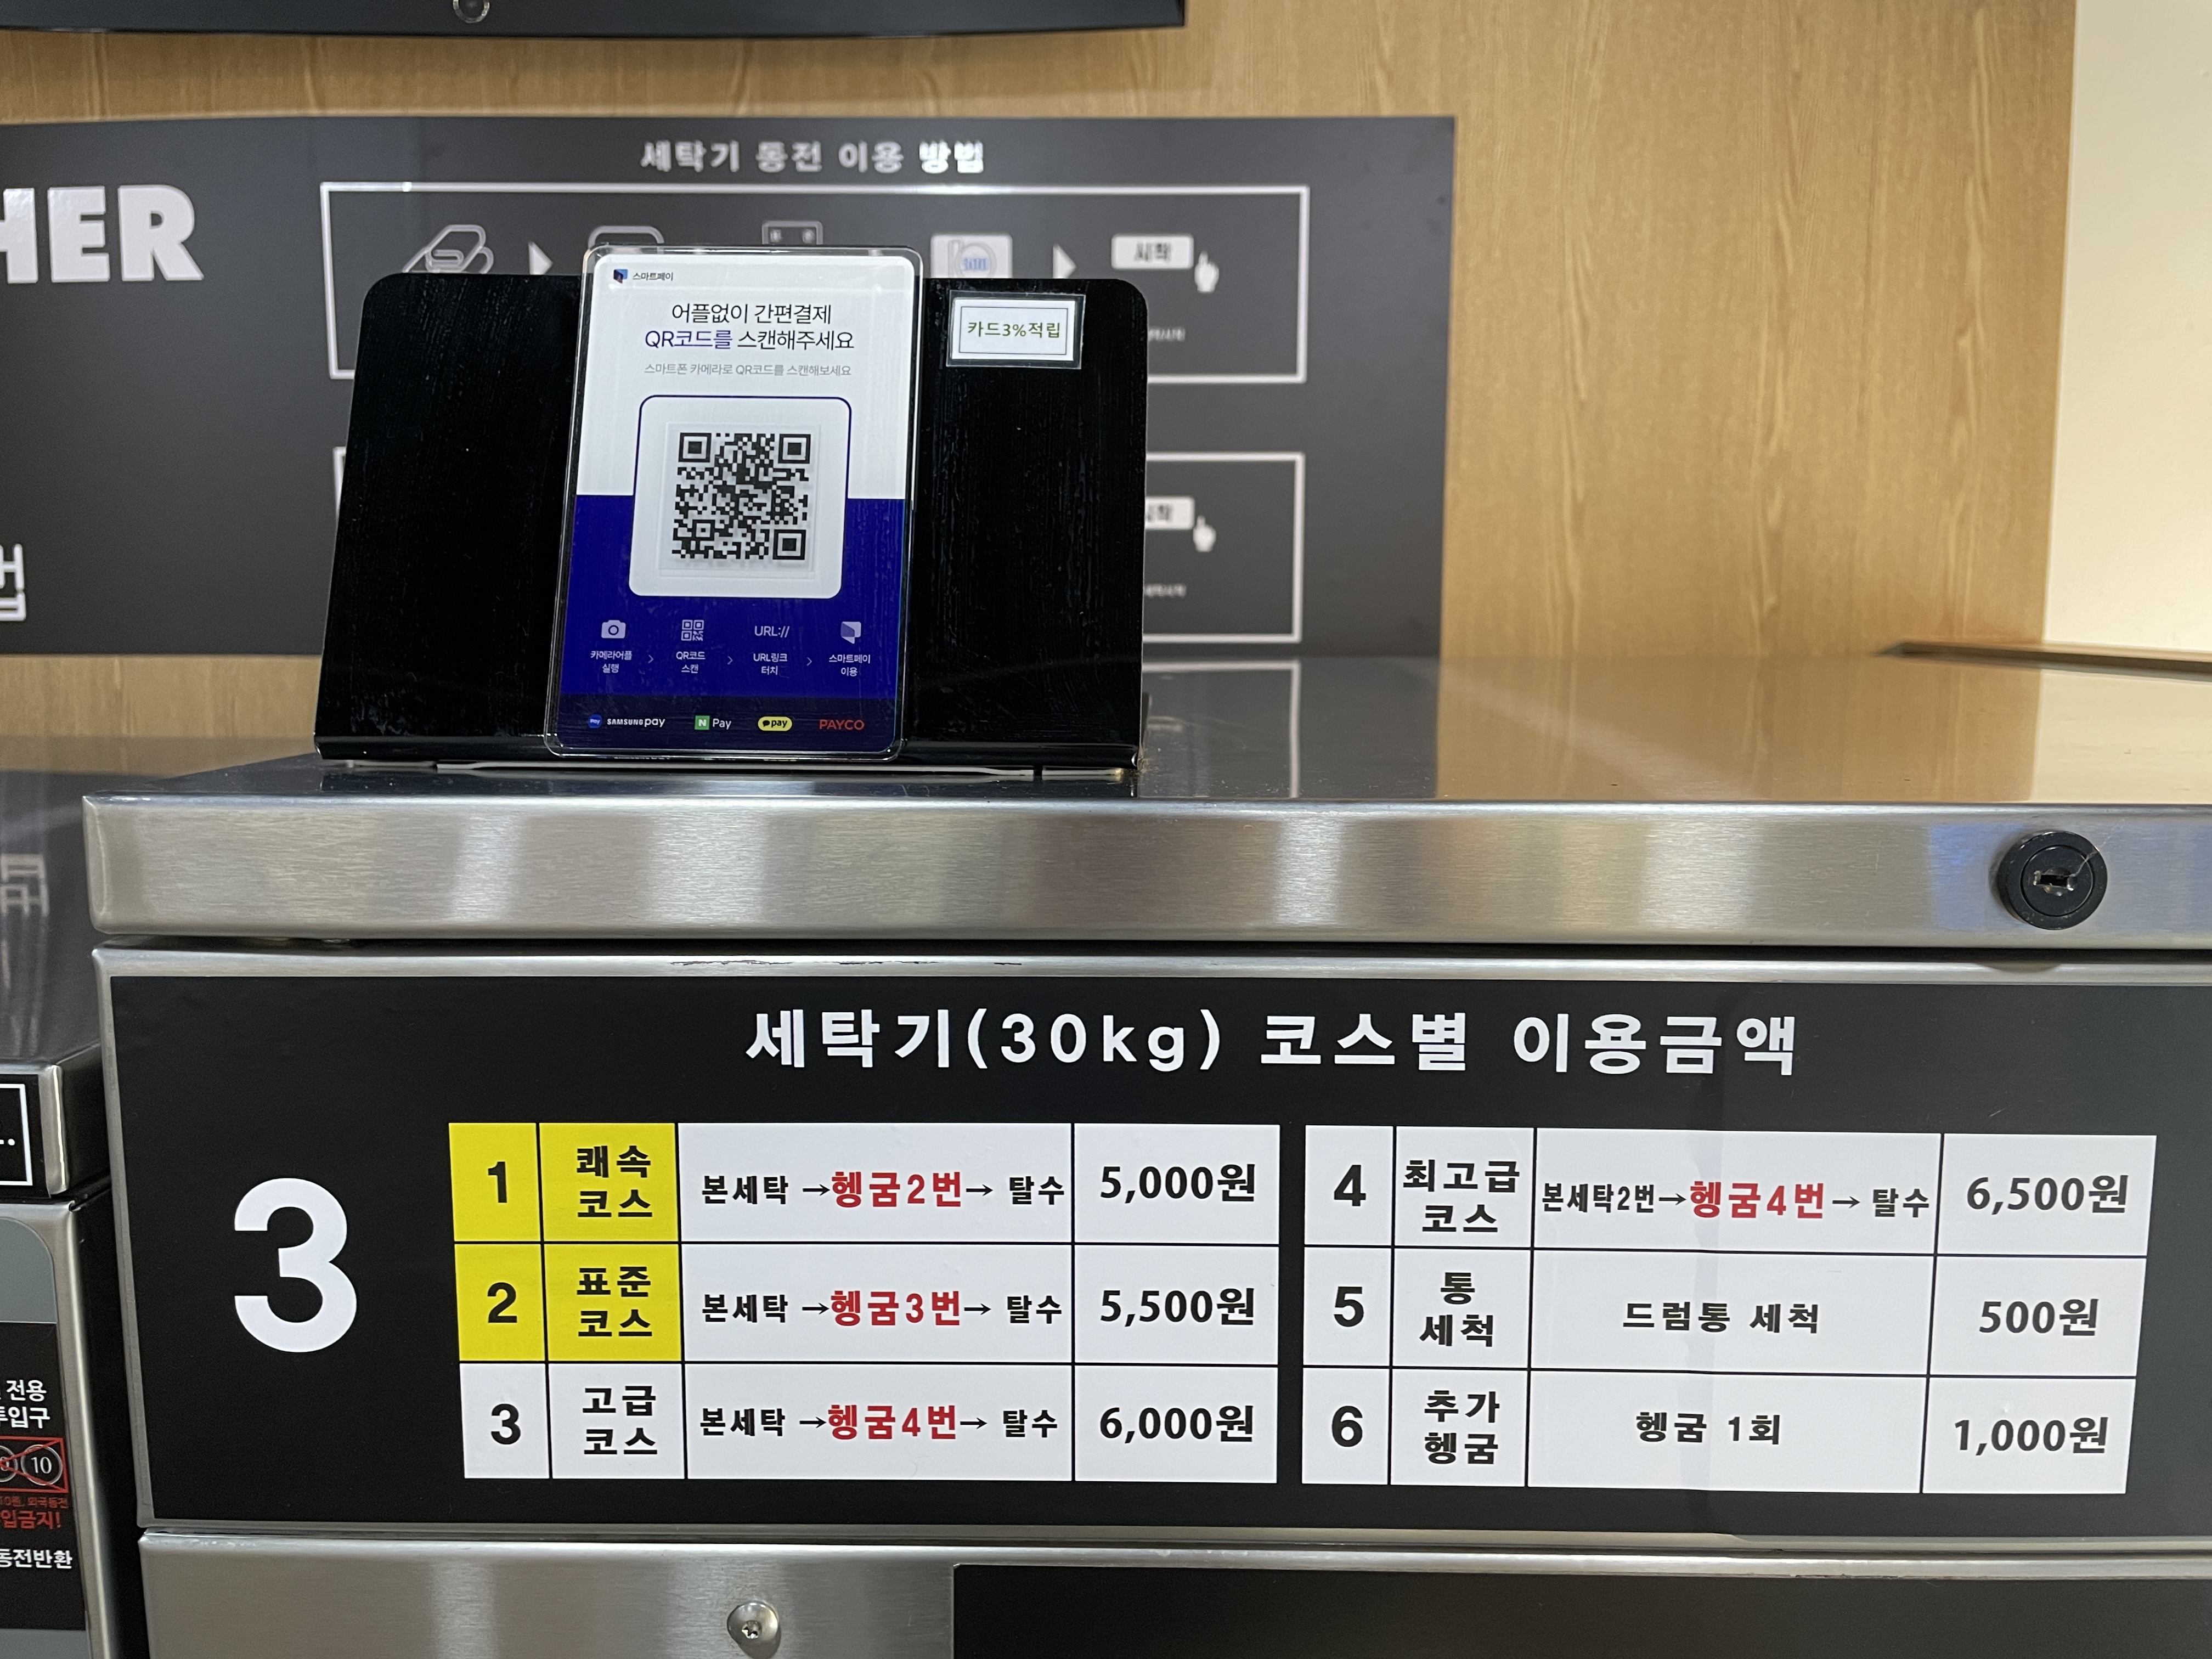 세탁기 동전 이용 방법
HER
시작
스마트페이
어플없이 간편결제
QR코드를 스캔해주세요
스마트폰 카메라로 QR코드를 스캔해보세요
카드3%적립
카메라어플
실행
QR코드
스캔
URL://
URL링크
터치
스마트페이
이용
pay SAMSUNG pay
N Pay
pay
PAYCO
세탁기(30kg) 코스별 이용금액
3
1 쾌속 코스 본세탁 →헹굼2번→ 탈수 5,000원
2 표준 코스 본세탁 →헹굼3번→ 탈수 5,500원
3 고급 코스 본세탁 →헹굼4번→ 탈수 6,000원
4 최고급 코스 본세탁2번→헹굼4번→ 탈수 6,500원
5 통 세척 드럼통 세척 500원
6 추가 헹굼 헹굼 1회 1,000원
전용
투입구
10
입금지!
동전반환